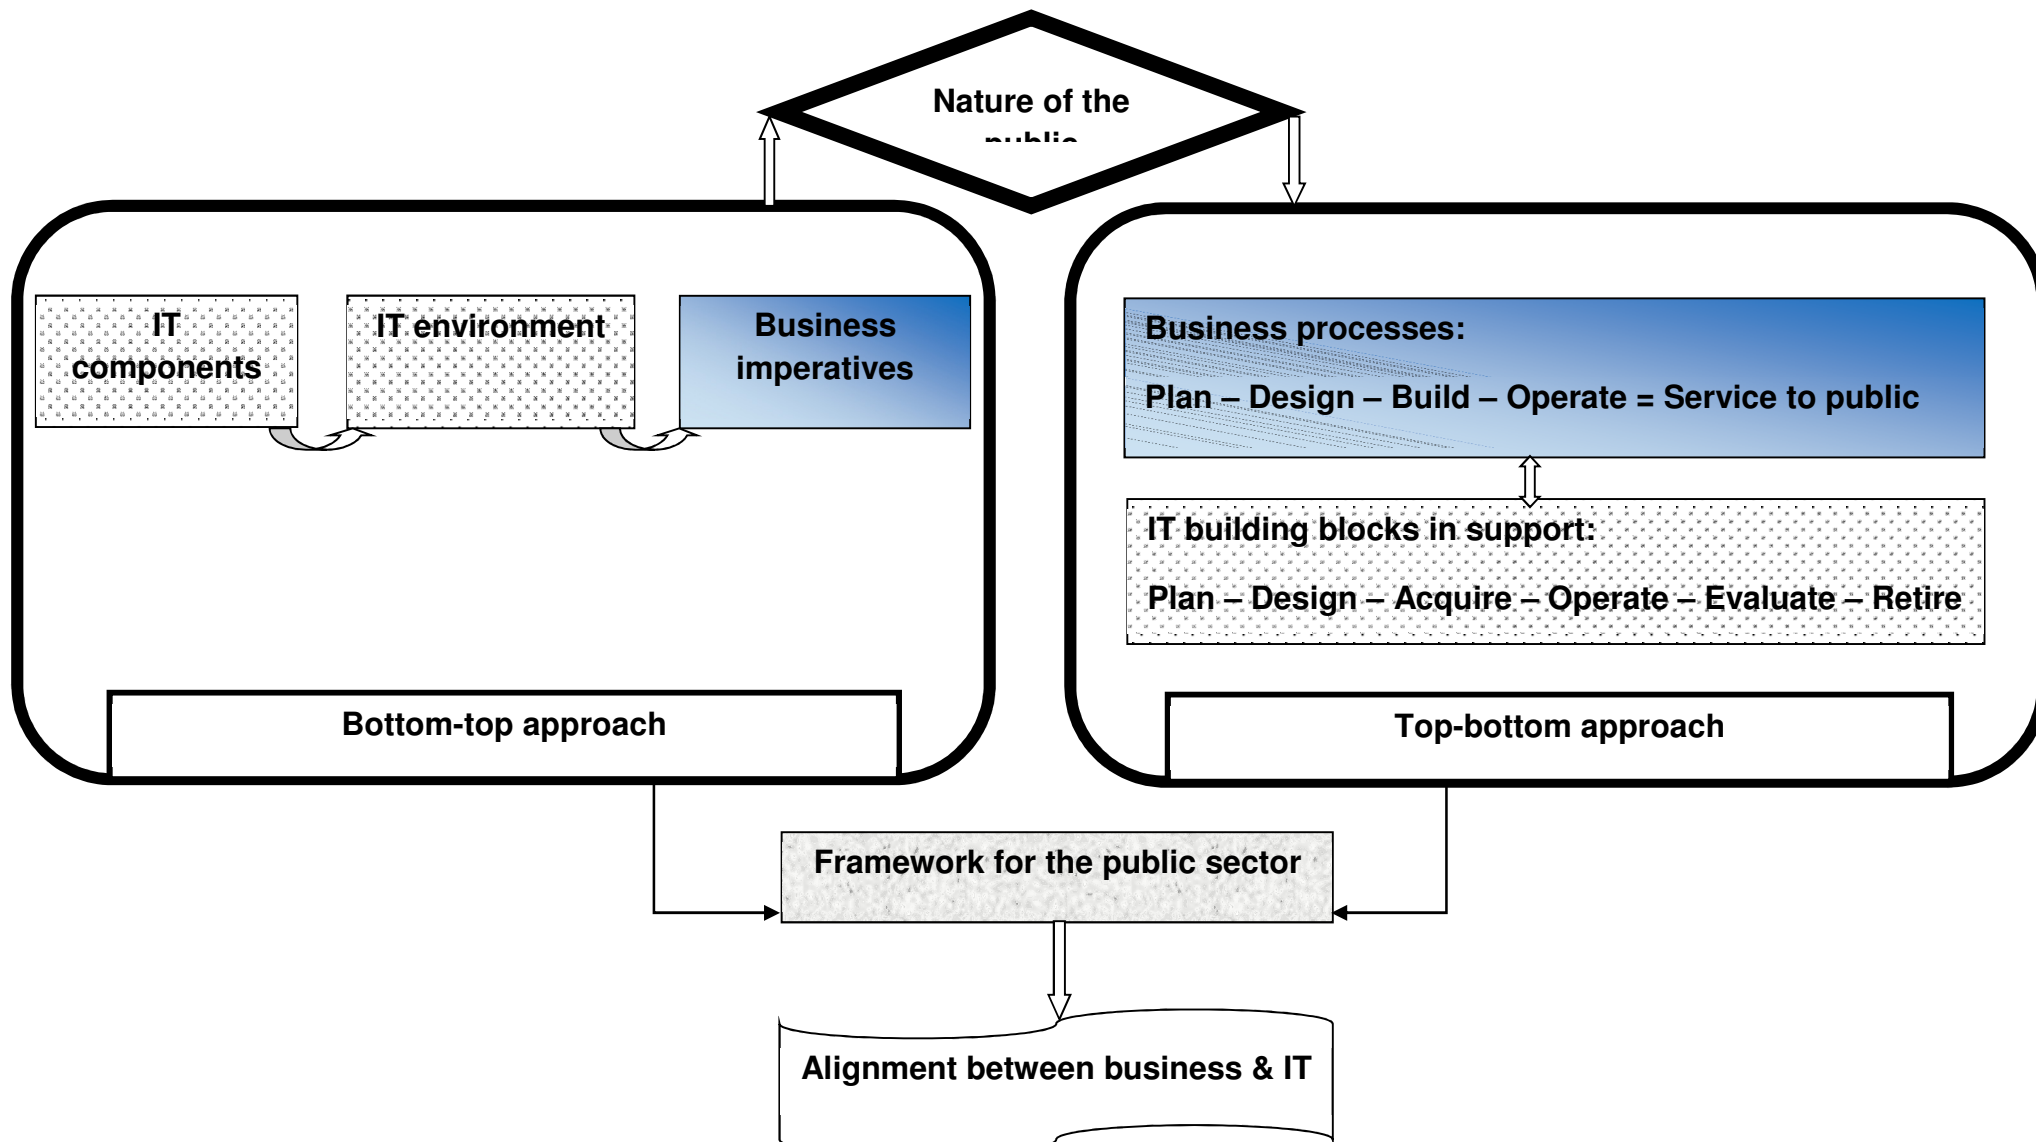 Nature of the
public
IT
components
IT environment
Business
imperatives
Business processes:
Plan – Design – Build – Operate = Service to public
IT building blocks in support:
Plan – Design – Acquire – Operate – Evaluate – Retire
Bottom-top approach
Top-bottom approach
Framework for the public sector
Alignment between business & IT